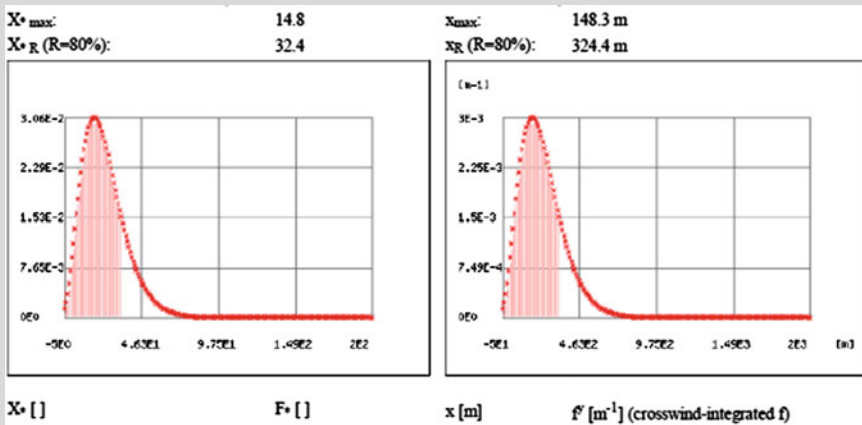 X* max: 14.8 xmax: 148.3 m
X* R (R=80%): 32.4 xR (R=80%): 324.4 m
[m-1]
3.06E-2 3E-3
2.29E-2 2.25E-3
1.53E-2 1.5E-3
7.65E-3 7.49E-4
0E0 0E0
-5E0 4.63E1 9.75E1 1.49E2 2E2 -5E1 4.63E2 9.75E2 1.49E3 2E3 [m]
X* [ ] F* [ ] x [m] fʸ [m⁻¹] (crosswind-integrated f)